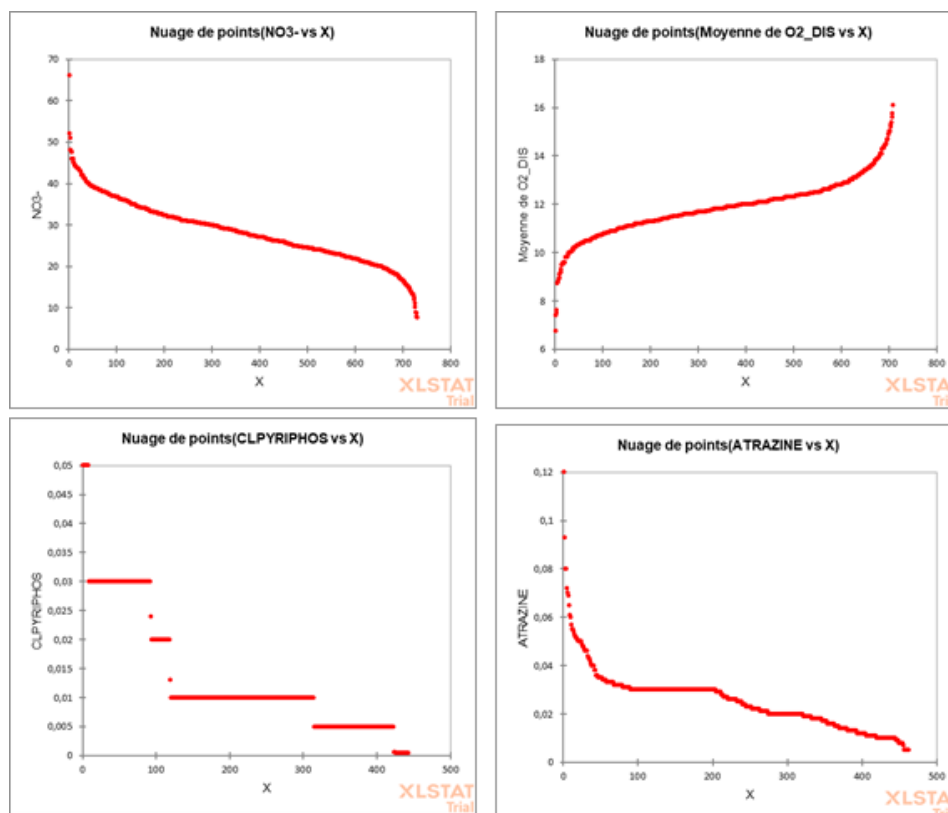 Nuage de points(NO3- vs X)
70
60
50
40
30
20
10
0
NO3-
0 100 200 300 400 500 600 700 800
X
XLSTAT
Trial
Nuage de points(Moyenne de O2_DIS vs X)
18
16
14
12
10
8
6
Moyenne de O2_DIS
0 100 200 300 400 500 600 700 800
X
XLSTAT
Trial
Nuage de points(CLPYRIPHOS vs X)
0,05
0,045
0,04
0,035
0,03
0,025
0,02
0,015
0,01
0,005
0
CLPYRIPHOS
0 100 200 300 400 500
X
XLSTAT
Trial
Nuage de points(ATRAZINE vs X)
0,12
0,1
0,08
0,06
0,04
0,02
0
ATRAZINE
0 100 200 300 400 500
X
XLSTA
Tri